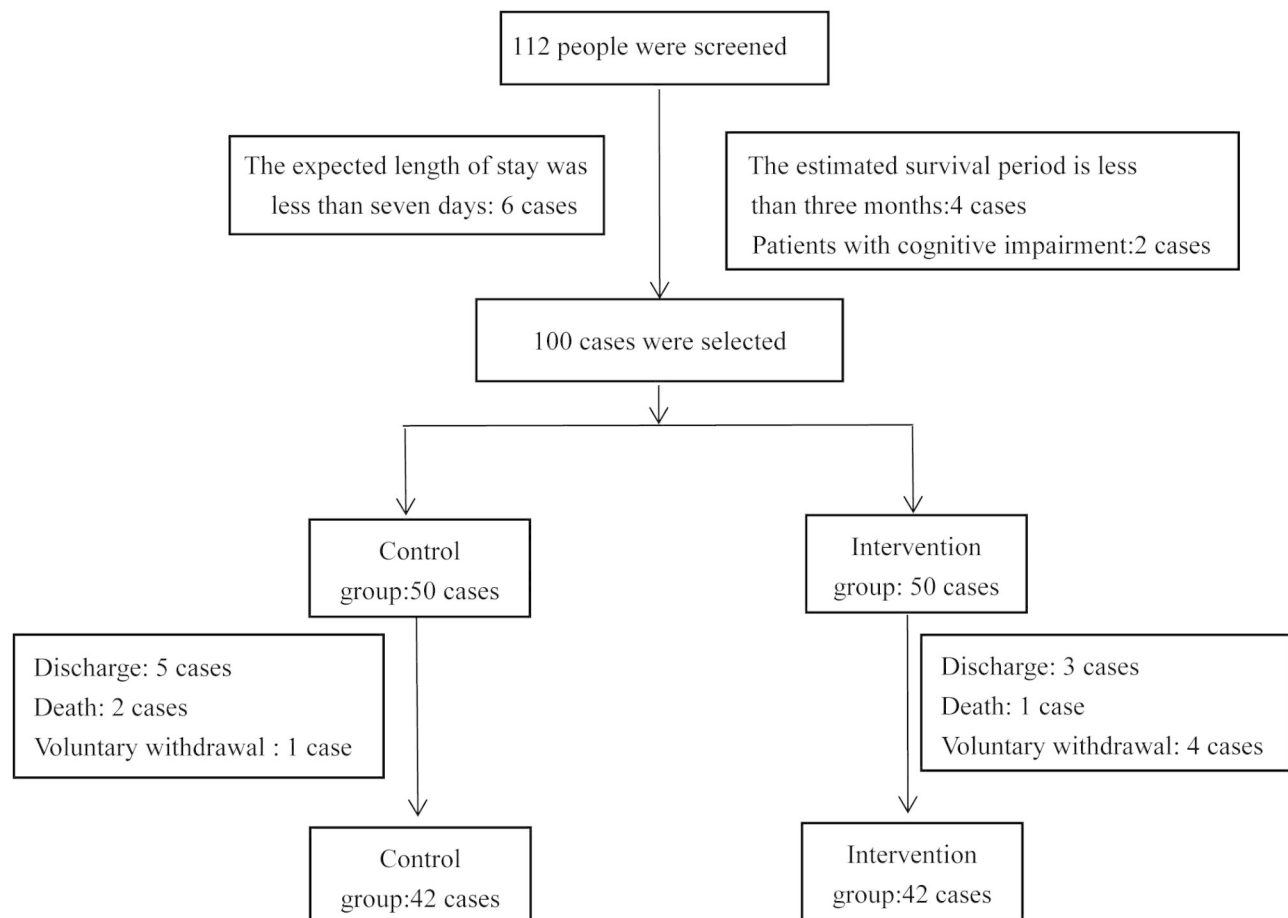 112 people were screened
The expected length of stay was
less than seven days: 6 cases
The estimated survival period is less
than three months:4 cases
Patients with cognitive impairment:2 cases
100 cases were selected
Control
group:50 cases
Intervention
group: 50 cases
Discharge: 5 cases
Death: 2 cases
Voluntary withdrawal : 1 case
Discharge: 3 cases
Death: 1 case
Voluntary withdrawal: 4 cases
Control
group:42 cases
Intervention
group:42 cases